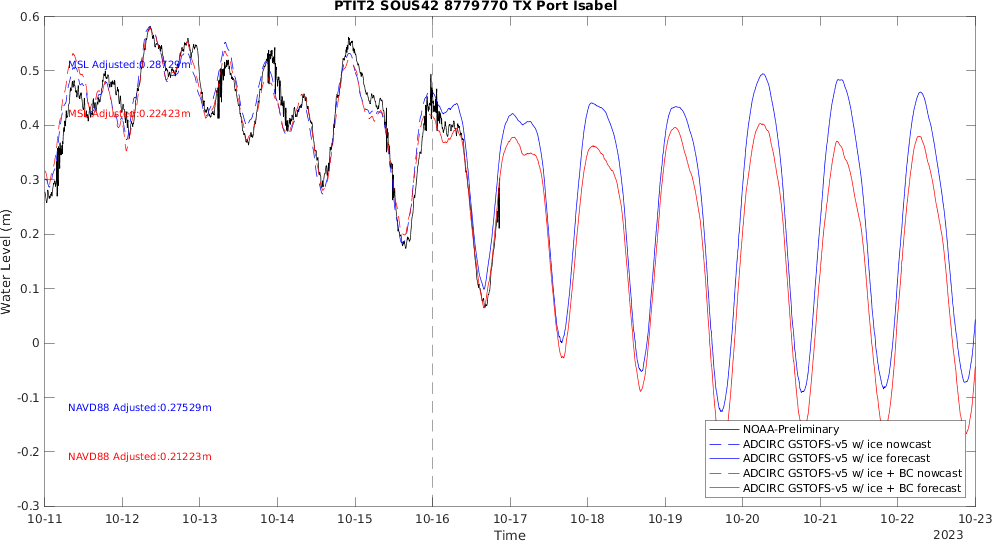 PTIT2 SOUS42 8779770 TX Port Isabel
0.6
0.5
0.4
0.3
0.2
0.1
0
-0.1
-0.2
-0.3
Water Level (m)
MSL Adjusted:0.28729m
MSL Adjusted:0.22423m
NAVD88 Adjusted:0.27529m
NAVD88 Adjusted:0.21223m
NOAA-Preliminary
ADCIRC GSTOFS-v5 w/ ice nowcast
ADCIRC GSTOFS-v5 w/ ice forecast
ADCIRC GSTOFS-v5 w/ ice + BC nowcast
ADCIRC GSTOFS-v5 w/ ice + BC forecast
10-11 10-12 10-13 10-14 10-15 10-16 10-17 10-18 10-19 10-20 10-21 10-22 10-23
Time
2023